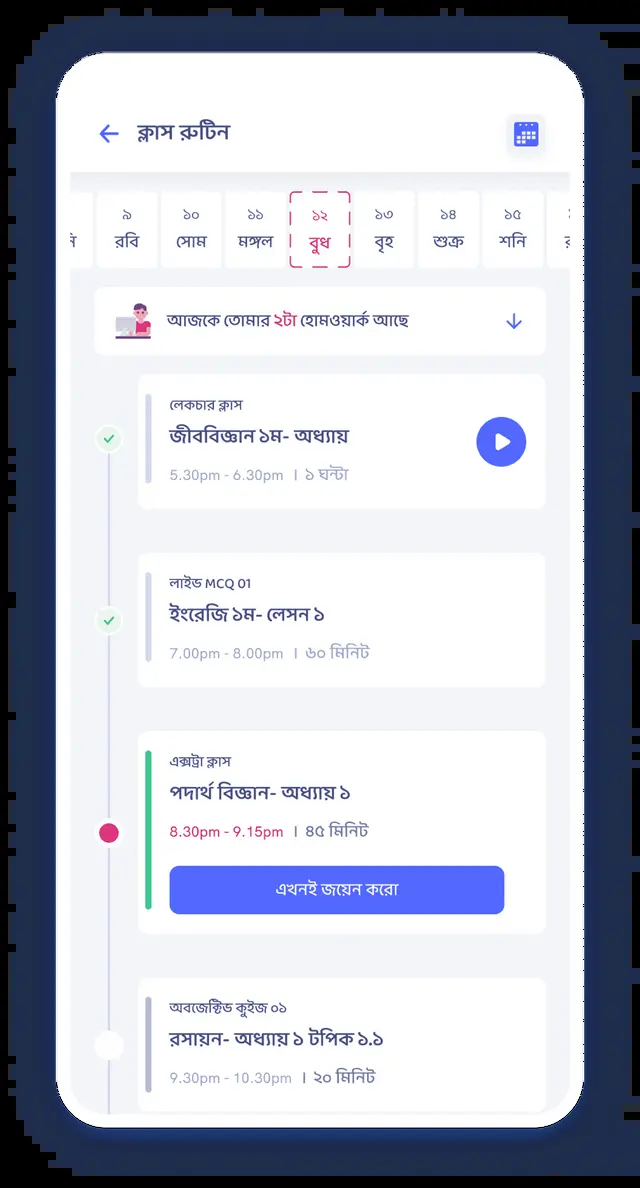 ক্লাস রুটিন
৯ ১০ ১১ ১২ ১৩ ১৪ ১৫
রবি সোম মঙ্গল বুধ বৃহ শুক্র শনি
আজকে তোমার ২টা হোমওয়ার্ক আছে
লেকচার ক্লাস
জীববিজ্ঞান ১ম- অধ্যায়
5.30pm - 6.30pm | ১ ঘন্টা
লাইভ MCQ 01
ইংরেজি ১ম- লেসন ১
7.00pm - 8.00pm | ৬০ মিনিট
এক্সট্রা ক্লাস
পদার্থ বিজ্ঞান- অধ্যায় ১
8.30pm - 9.15pm | ৪৫ মিনিট
এখনই জয়েন করো
অবজেক্টিভ কুইজ ০১
রসায়ন- অধ্যায় ১ টপিক ১.১
9.30pm - 10.30pm | ২০ মিনিট